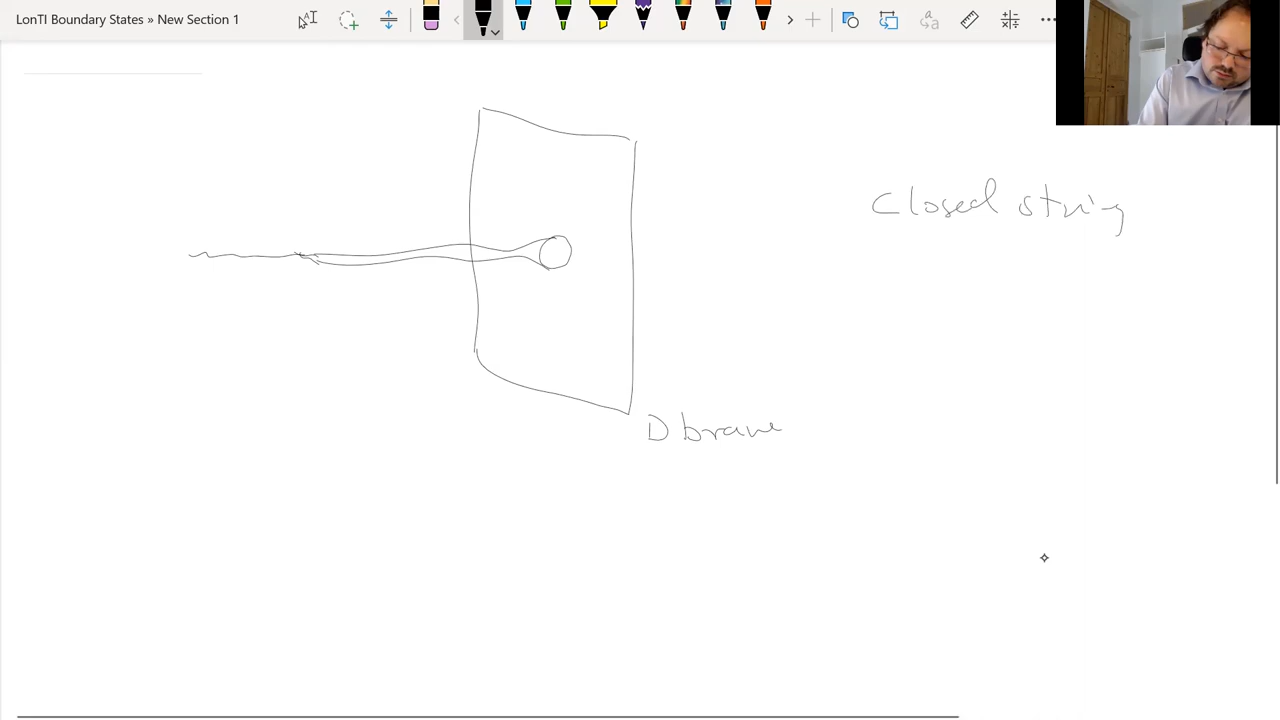 LonTI Boundary States » New Section 1
Closed string
D brane